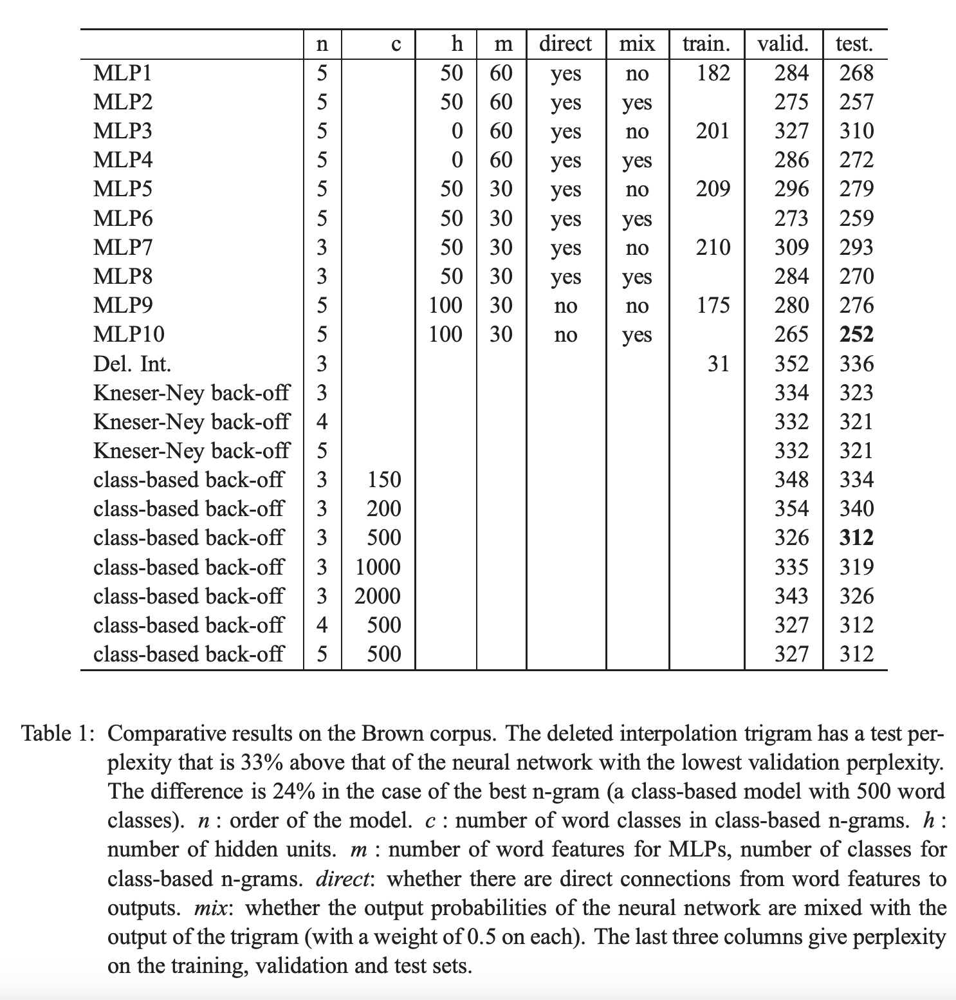 n c h m direct mix train. valid. test.
MLP1 5 50 60 yes no 182 284 268
MLP2 5 50 60 yes yes 275 257
MLP3 5 0 60 yes no 201 327 310
MLP4 5 0 60 yes yes 286 272
MLP5 5 50 30 yes no 209 296 279
MLP6 5 50 30 yes yes 273 259
MLP7 3 50 30 yes no 210 309 293
MLP8 3 50 30 yes yes 284 270
MLP9 5 100 30 no no 175 280 276
MLP10 5 100 30 no yes 265 252
Del. Int. 3 31 352 336
Kneser-Ney back-off 3 334 323
Kneser-Ney back-off 4 332 321
Kneser-Ney back-off 5 332 321
class-based back-off 3 150 348 334
class-based back-off 3 200 354 340
class-based back-off 3 500 326 312
class-based back-off 3 1000 335 319
class-based back-off 3 2000 343 326
class-based back-off 4 500 327 312
class-based back-off 5 500 327 312
Table 1: Comparative results on the Brown corpus. The deleted interpolation trigram has a test per-
plexity that is 33% above that of the neural network with the lowest validation perplexity.
The difference is 24% in the case of the best n-gram (a class-based model with 500 word
classes). n : order of the model. c : number of word classes in class-based n-grams. h :
number of hidden units. m : number of word features for MLPs, number of classes for
class-based n-grams. direct: whether there are direct connections from word features to
outputs. mix: whether the output probabilities of the neural network are mixed with the
output of the trigram (with a weight of 0.5 on each). The last three columns give perplexity
on the training, validation and test sets.